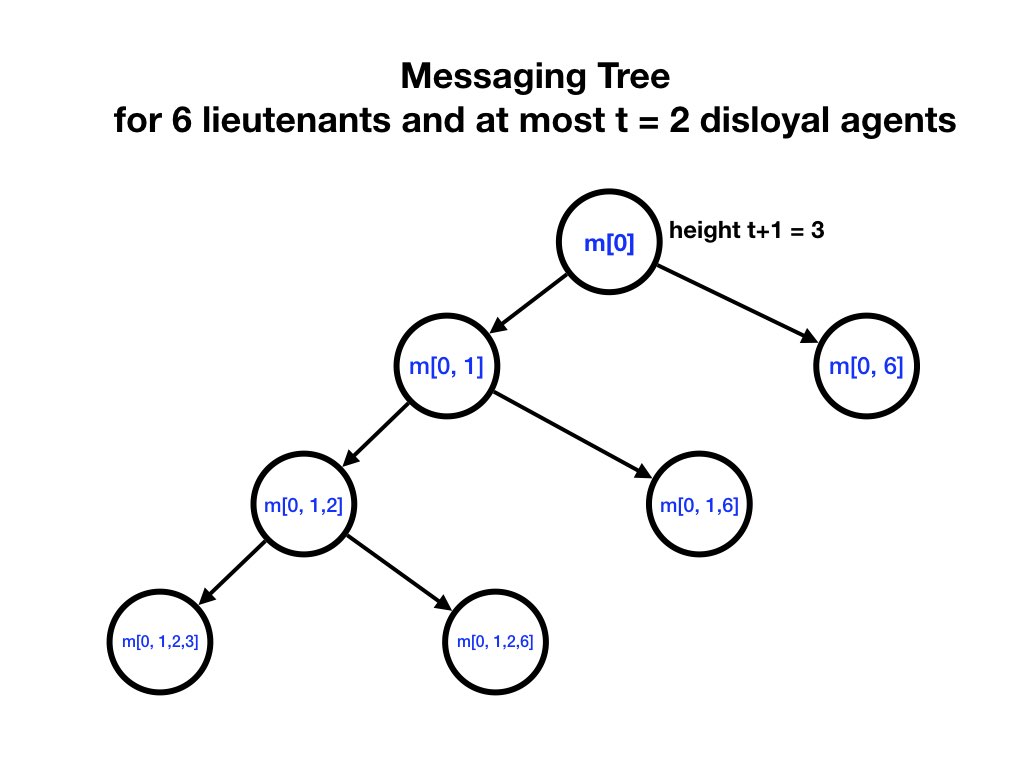 Messaging Tree
for 6 lieutenants and at most t = 2 disloyal agents
m[0]
height t+1 = 3
m[0, 1]
m[0, 6]
m[0, 1,2]
m[0, 1,6]
m[0, 1,2,3]
m[0, 1,2,6]